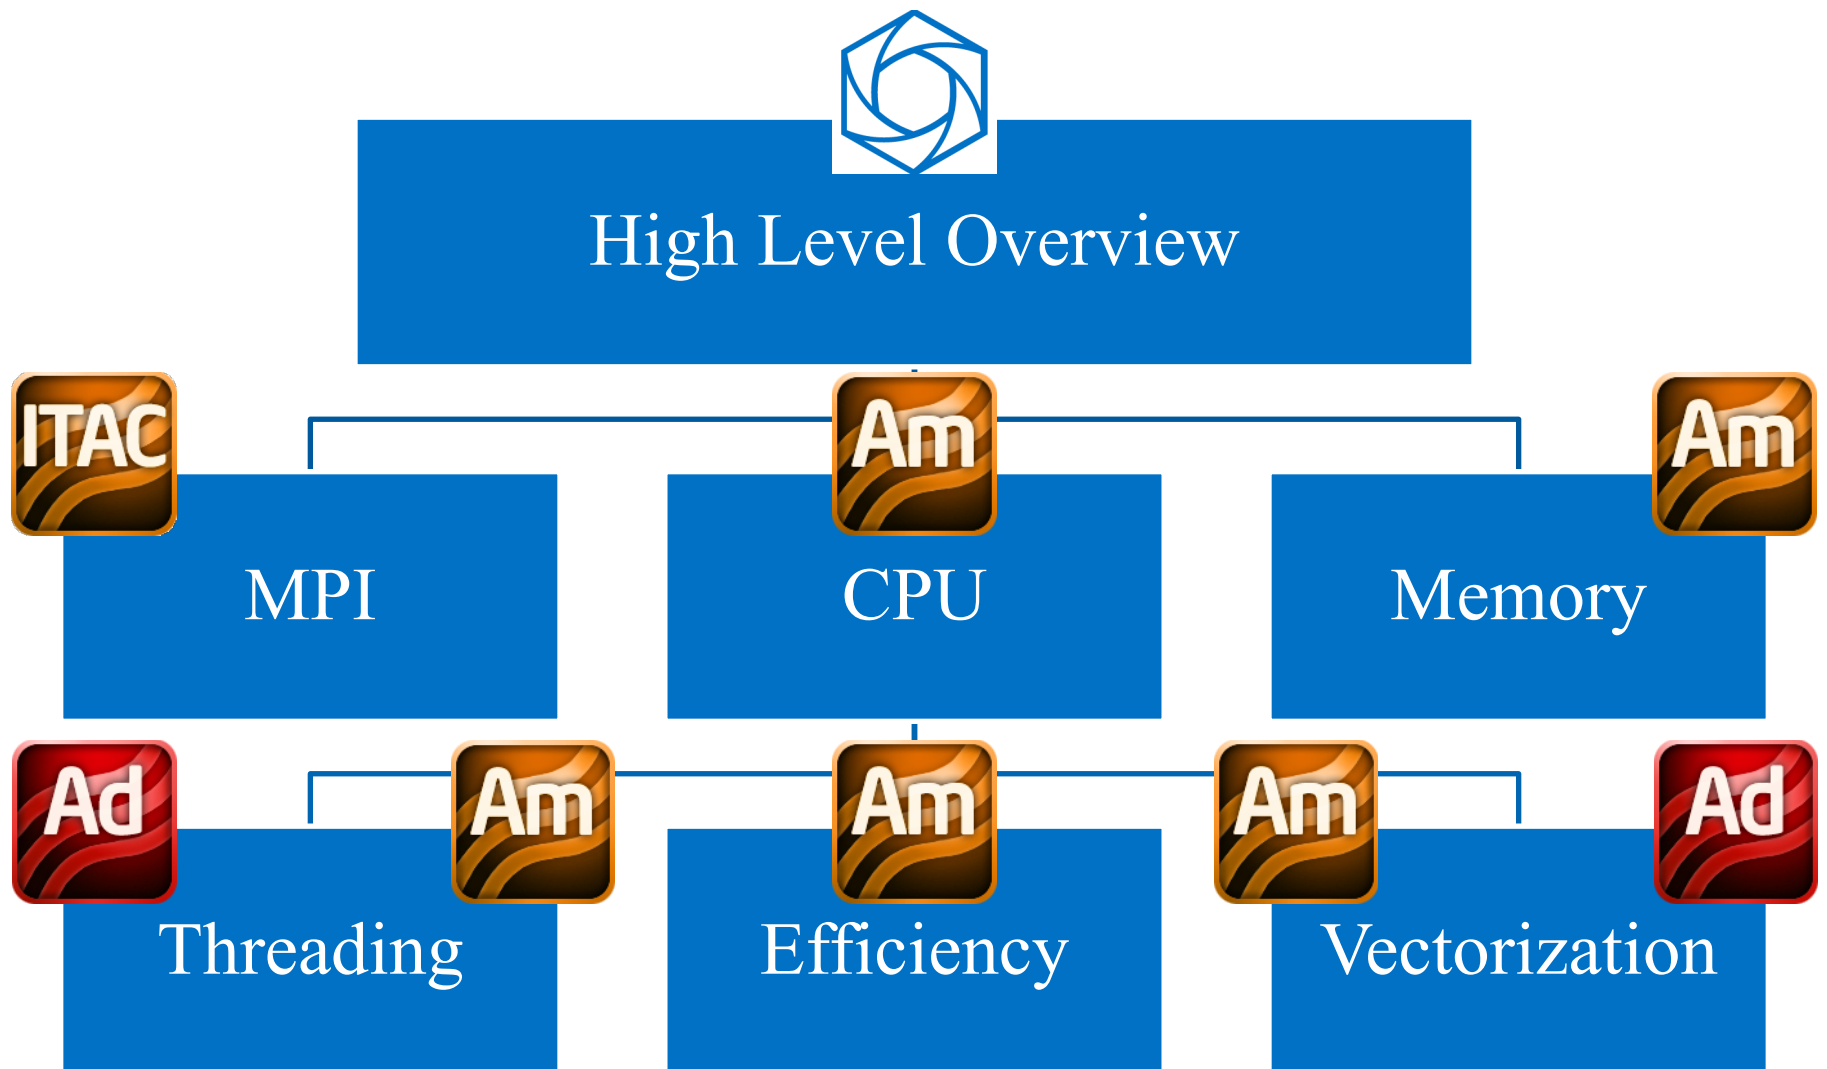 High Level Overview
ITAC
Am
Am
MPI
CPU
Memory
Ad
Am
Am
Am
Ad
Threading
Efficiency
Vectorization